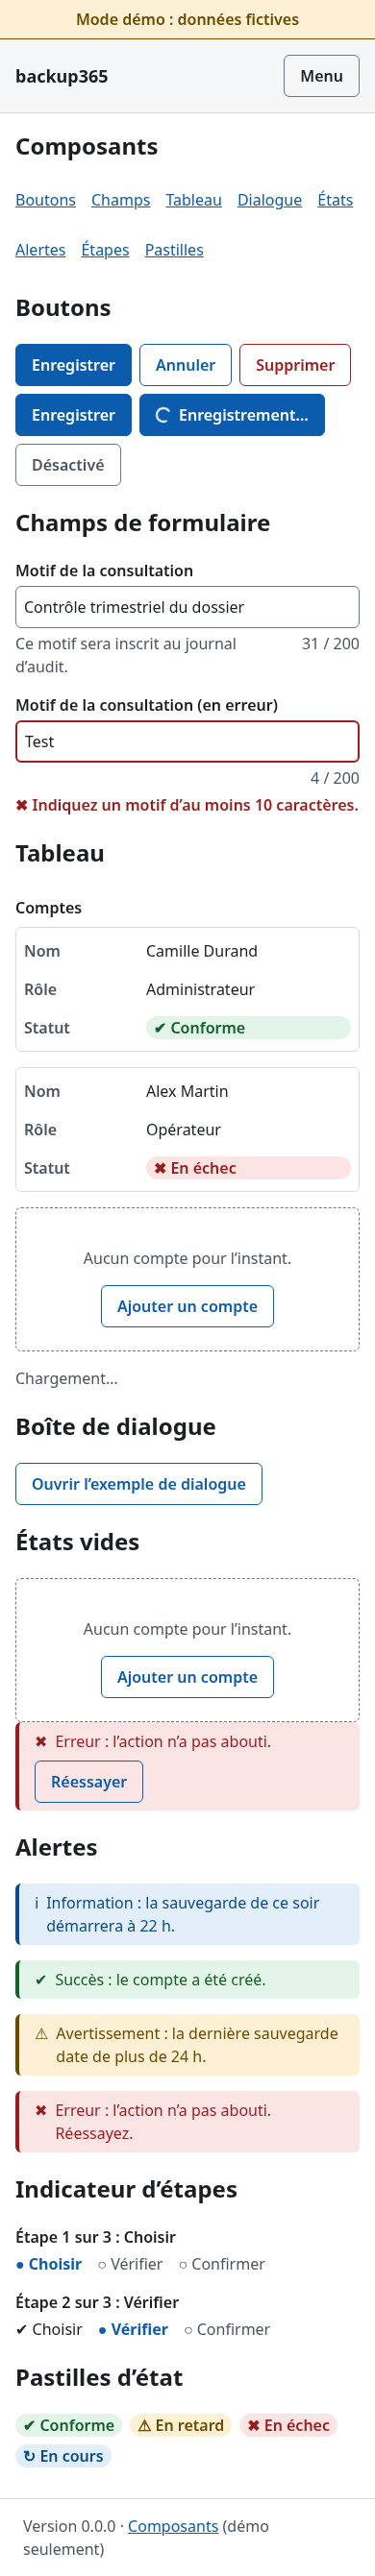 Mode démo : données fictives
backup365 Menu
Composants
Boutons Champs Tableau Dialogue États
Alertes Étapes Pastilles
Boutons
Enregistrer Annuler Supprimer
Enregistrer Enregistrement…
Désactivé
Champs de formulaire
Motif de la consultation
Contrôle trimestriel du dossier
Ce motif sera inscrit au journal 31 / 200
d’audit.
Motif de la consultation (en erreur)
Test
4 / 200
✖ Indiquez un motif d’au moins 10 caractères.
Tableau
Comptes
Nom Camille Durand
Rôle Administrateur
Statut ✔ Conforme
Nom Alex Martin
Rôle Opérateur
Statut ✖ En échec
Aucun compte pour l’instant.
Ajouter un compte
Chargement…
Boîte de dialogue
Ouvrir l’exemple de dialogue
États vides
Aucun compte pour l’instant.
Ajouter un compte
✖ Erreur : l’action n’a pas abouti.
Réessayer
Alertes
i Information : la sauvegarde de ce soir
démarrera à 22 h.
✔ Succès : le compte a été créé.
⚠ Avertissement : la dernière sauvegarde
date de plus de 24 h.
✖ Erreur : l’action n’a pas abouti.
Réessayez.
Indicateur d’étapes
Étape 1 sur 3 : Choisir
● Choisir ○ Vérifier ○ Confirmer
Étape 2 sur 3 : Vérifier
✔ Choisir ● Vérifier ○ Confirmer
Pastilles d’état
✔ Conforme ⚠ En retard ✖ En échec
↻ En cours
Version 0.0.0 · Composants (démo
seulement)